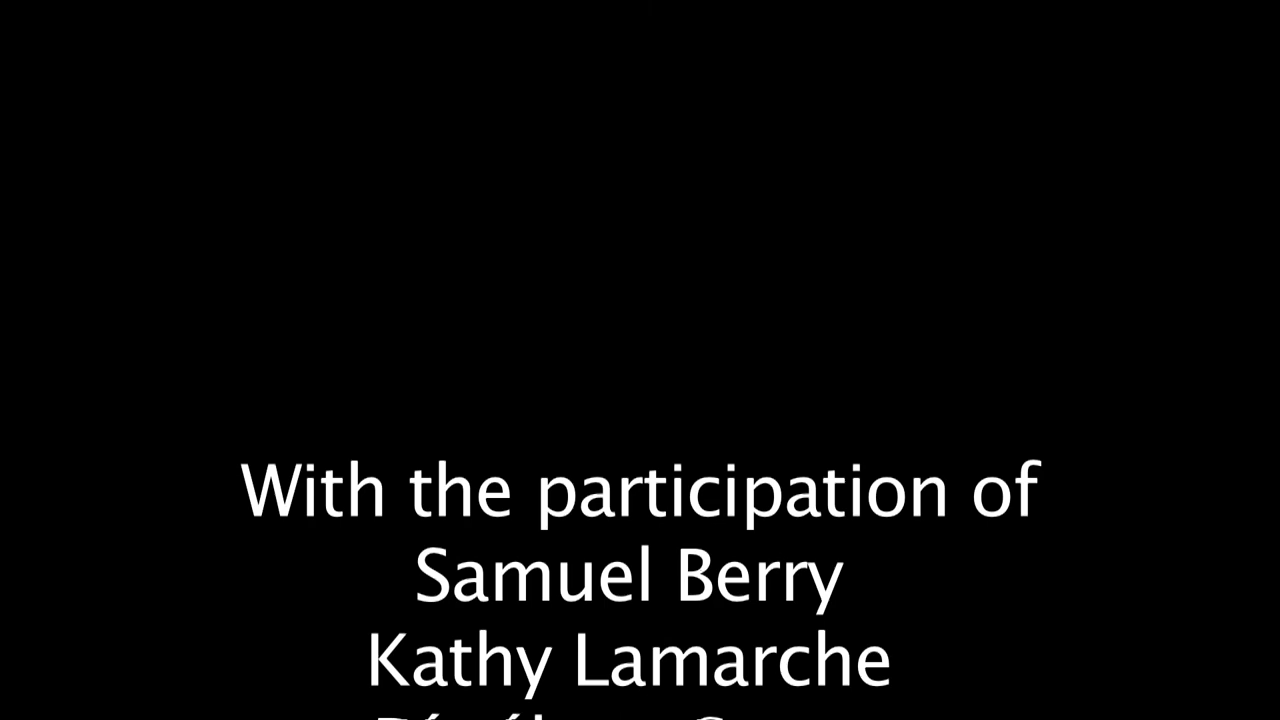 With the participation of
Samuel Berry
Kathy Lamarche